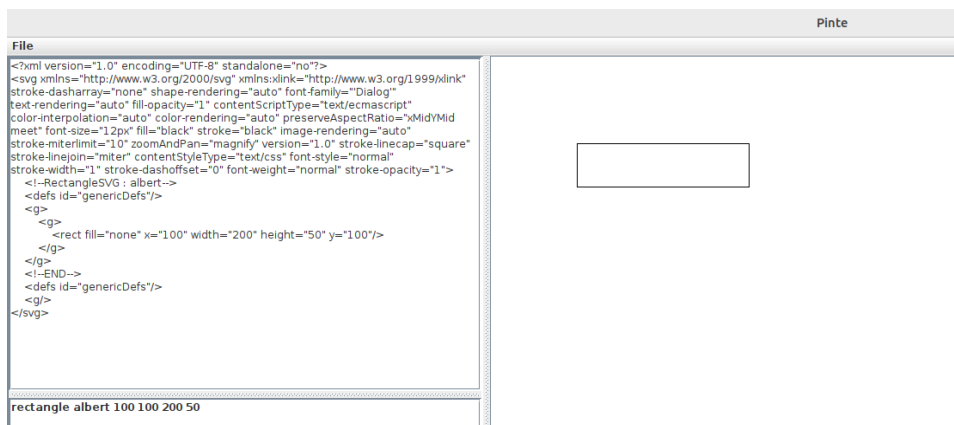 Pinte
File
<?xml version="1.0" encoding="UTF-8" standalone="no"?>
<svg xmlns="http://www.w3.org/2000/svg" xmlns:xlink="http://www.w3.org/1999/xlink"
stroke-dasharray="none" shape-rendering="auto" font-family="'Dialog'"
text-rendering="auto" fill-opacity="1" contentScriptType="text/ecmascript"
color-interpolation="auto" color-rendering="auto" preserveAspectRatio="xMidYMid
meet" font-size="12px" fill="black" stroke="black" image-rendering="auto"
stroke-miterlimit="10" zoomAndPan="magnify" version="1.0" stroke-linecap="square"
stroke-linejoin="miter" contentStyleType="text/css" font-style="normal"
stroke-width="1" stroke-dashoffset="0" font-weight="normal" stroke-opacity="1">
<!--RectangleSVG : albert-->
<defs id="genericDefs"/>
<g>
<g>
<rect fill="none" x="100" width="200" height="50" y="100"/>
</g>
</g>
<!--END-->
<defs id="genericDefs"/>
<g/>
</svg>
rectangle albert 100 100 200 50